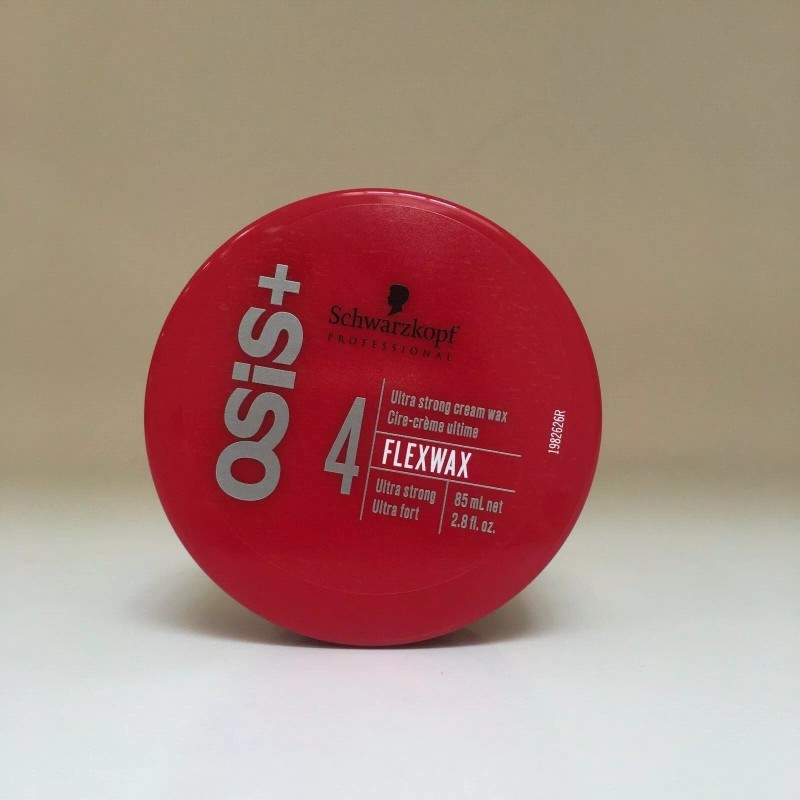 OSiS+
Schwarzkopf
PROFESSIONAL
4
Ultra strong cream wax
Cire-crème ultime
FLEXWAX
Ultra strong
Ultra fort
85 mL net
2.8 fl. oz.
1982626R